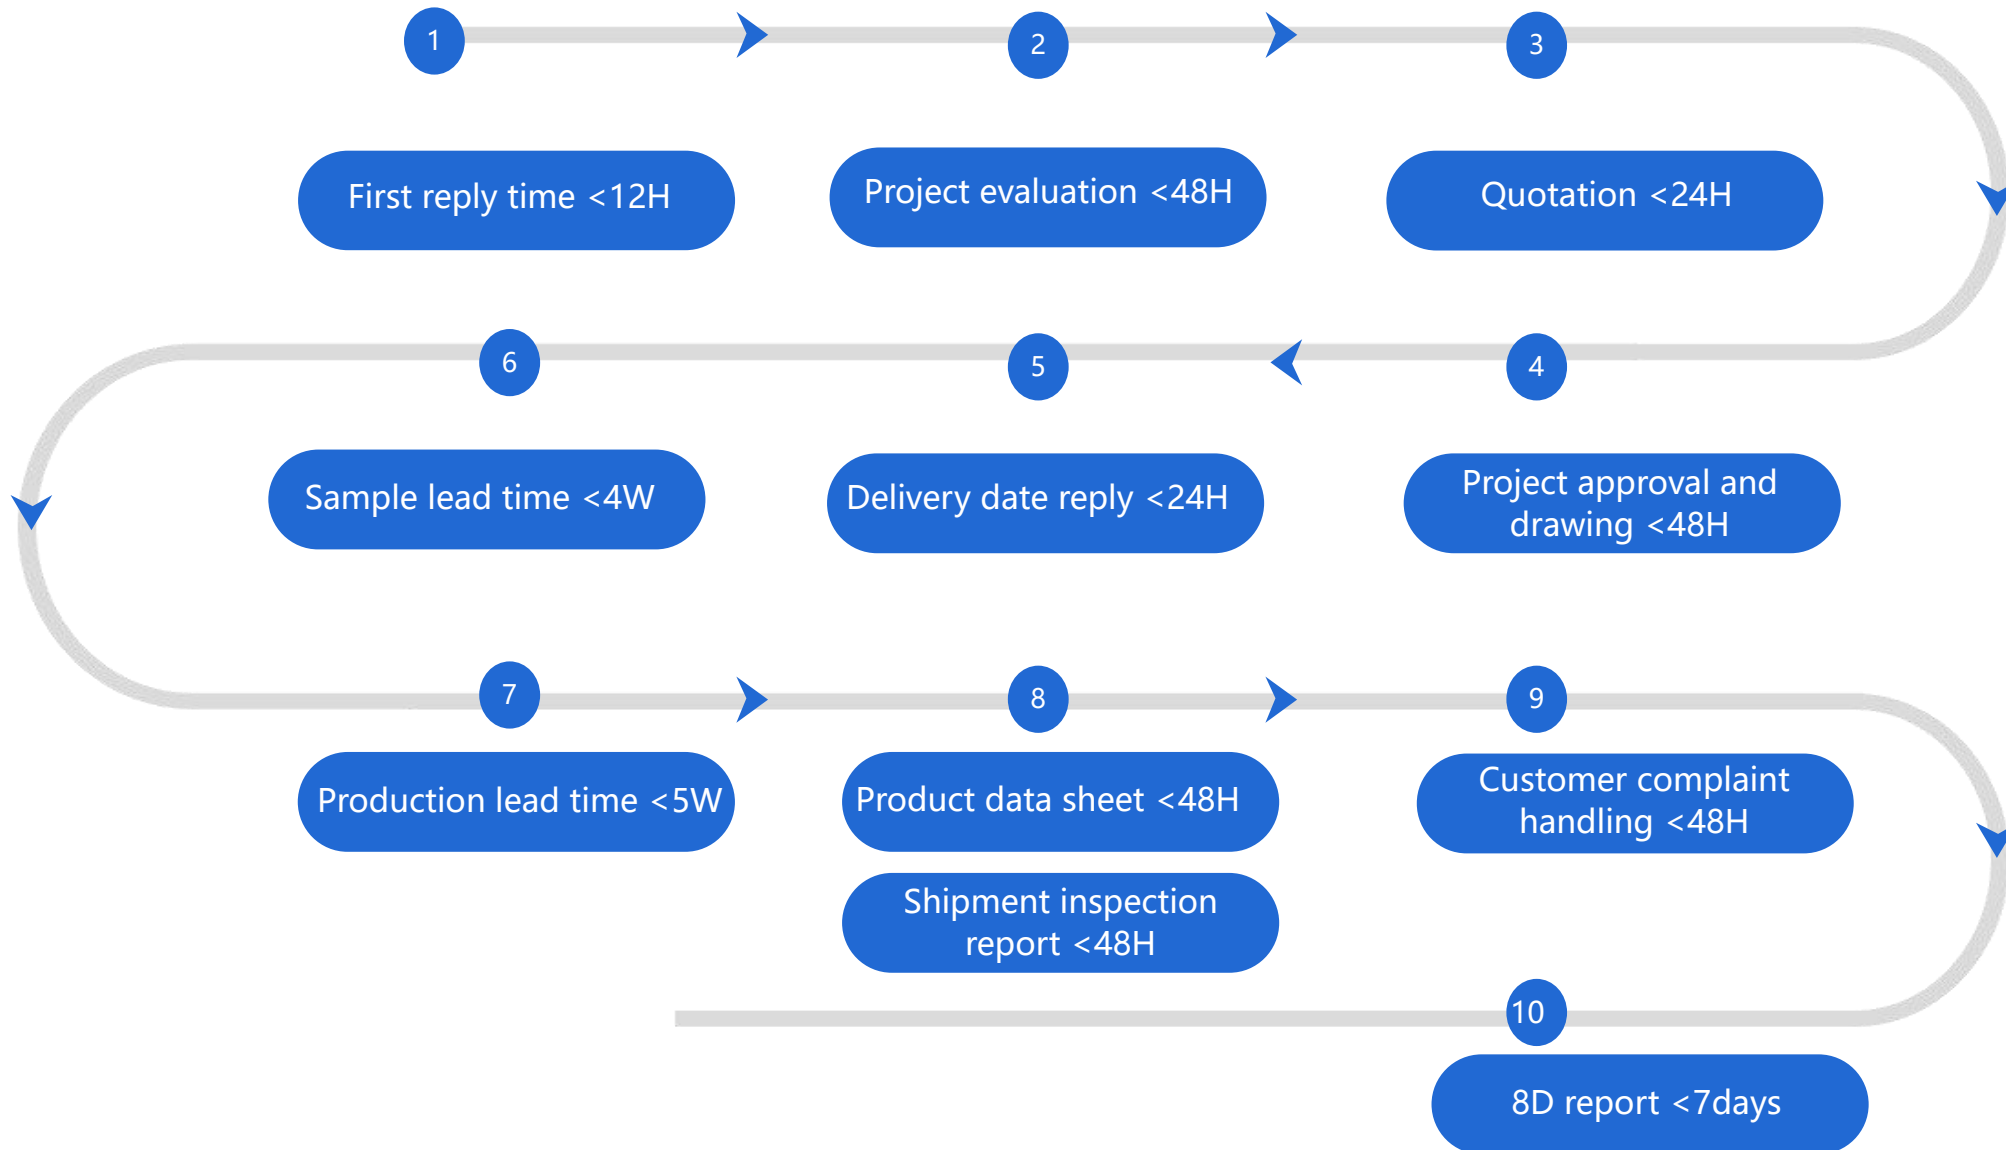 1
2
3
First reply time <12H
Project evaluation <48H
Quotation <24H
6
5
4
Sample lead time <4W
Delivery date reply <24H
Project approval and
drawing <48H
7
8
9
Production lead time <5W
Product data sheet <48H
Customer complaint
handling <48H
Shipment inspection
report <48H
10
8D report <7days